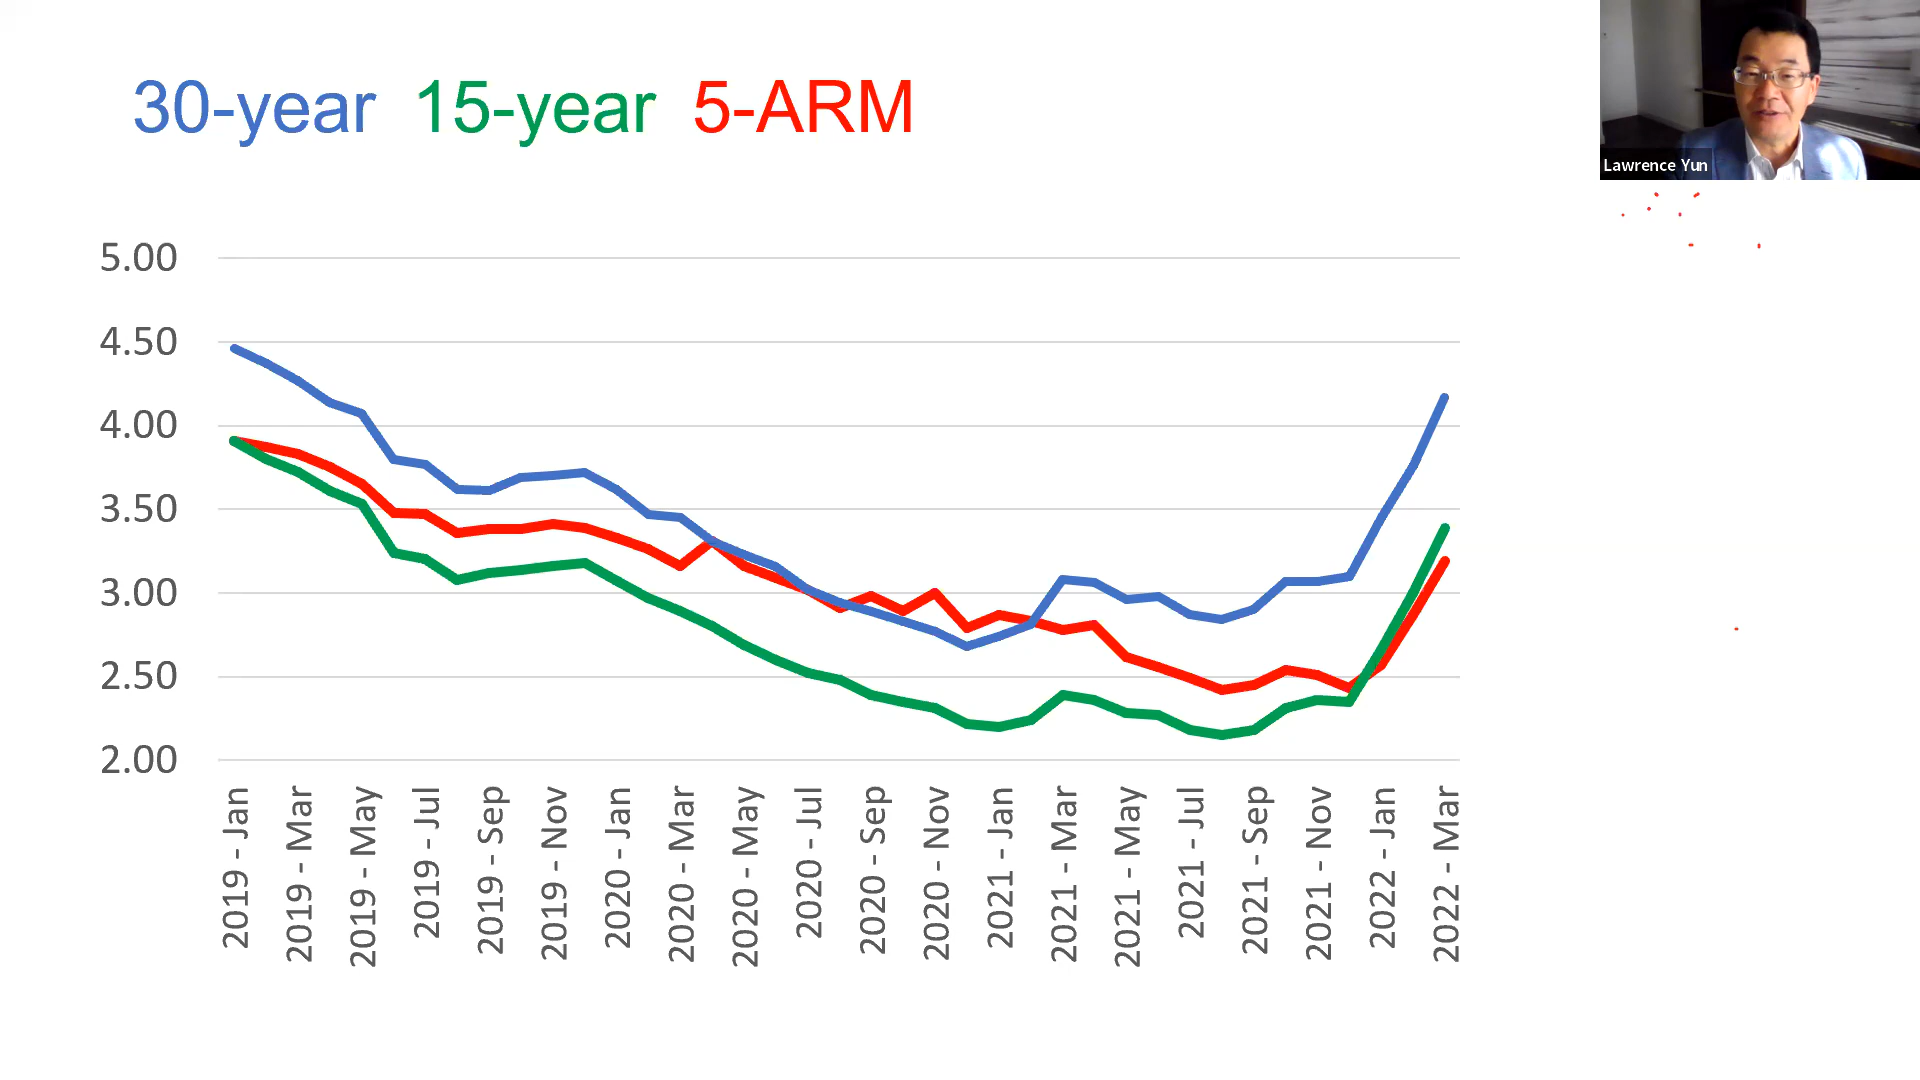 30-year 15-year 5-ARM
Lawrence Yun
5.00
4.50
4.00
3.50
3.00
2.50
2.00
2019 - Jan
2019 - Mar
2019 - May
2019 - Jul
2019 - Sep
2019 - Nov
2020 - Jan
2020 - Mar
2020 - May
2020 - Jul
2020 - Sep
2020 - Nov
2021 - Jan
2021 - Mar
2021 - May
2021 - Jul
2021 - Sep
2021 - Nov
2022 - Jan
2022 - Mar